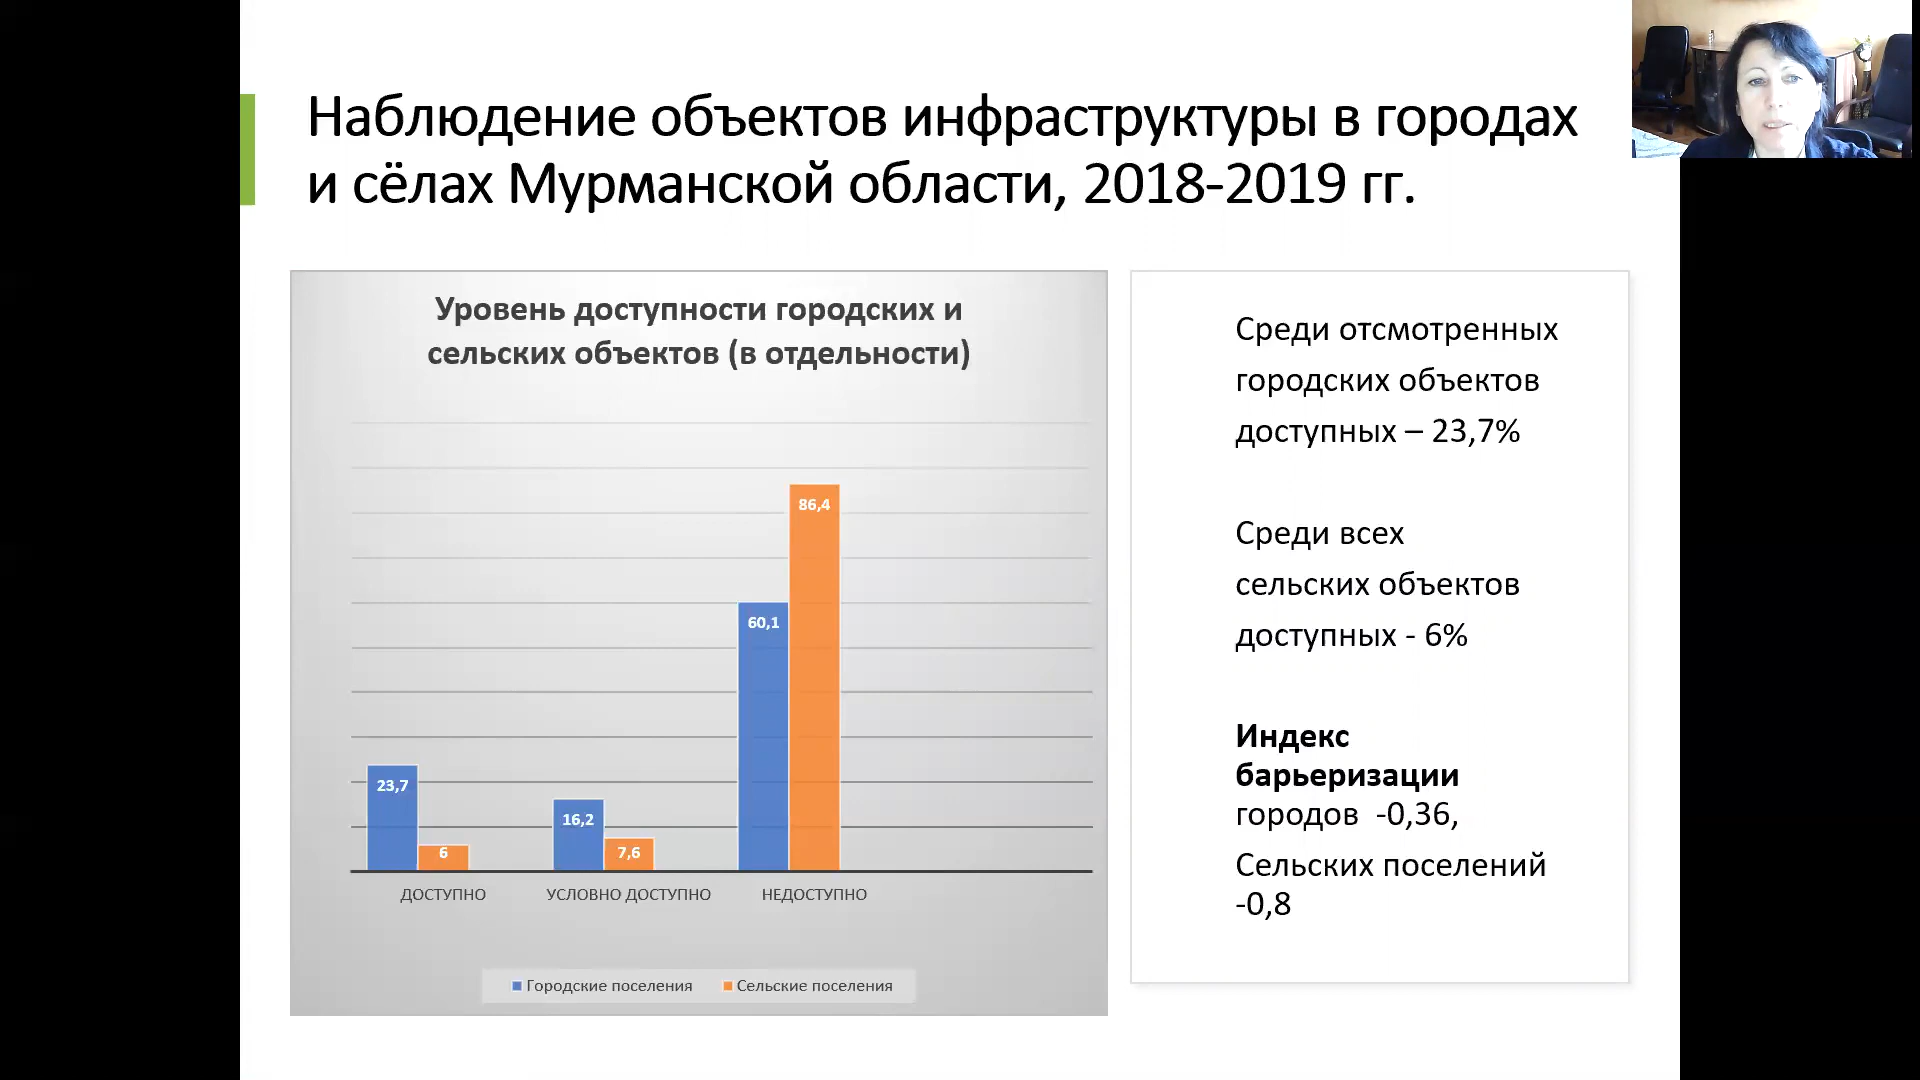 Наблюдение объектов инфраструктуры в городах
и сёлах Мурманской области, 2018-2019 гг.
Уровень доступности городских и
сельских объектов (в отдельности)
23,7
6
16,2
7,6
60,1
86,4
ДОСТУПНО
УСЛОВНО ДОСТУПНО
НЕДОСТУПНО
Городские поселения
Сельские поселения
Среди отсмотренных
городских объектов
доступных – 23,7%
Среди всех
сельских объектов
доступных - 6%
Индекс
барьеризации
городов -0,36,
Сельских поселений
-0,8